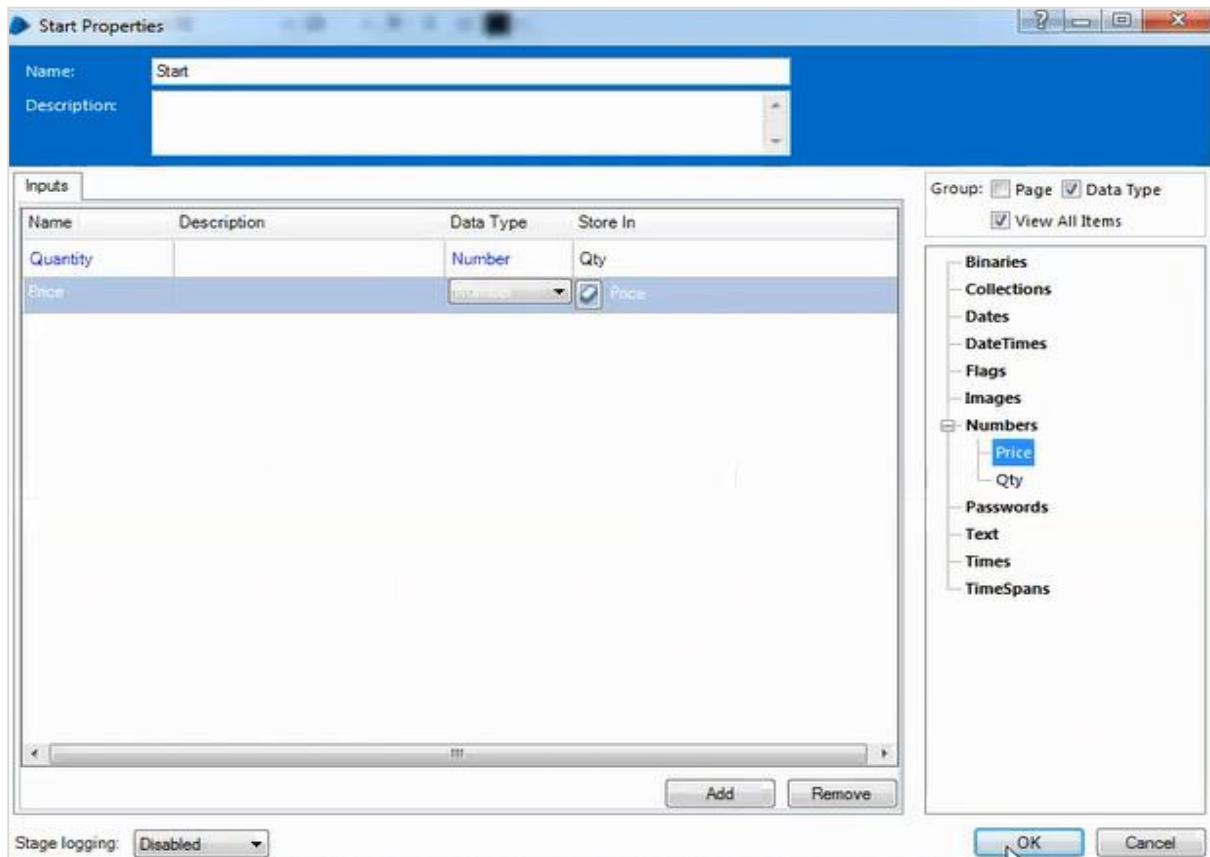 Start Properties
Name: Start
Description:
Inputs
Group: Page Data Type
View All Items
Name Description Data Type Store In
Quantity Number Qty
Price Price
Binaries
Collections
Dates
DateTimes
Flags
Images
Numbers
Price
Qty
Passwords
Text
Times
TimeSpans
Add Remove
Stage logging: Disabled
OK Cancel